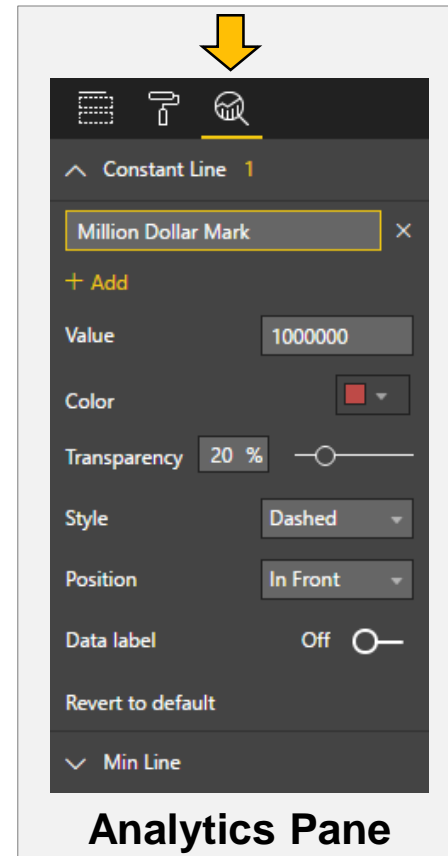 Constant Line 1
Million Dollar Mark ×
+ Add
Value 1000000
Color
Transparency 20 %
Style Dashed
Position In Front
Data label Off
Revert to default
Min Line
Analytics Pane